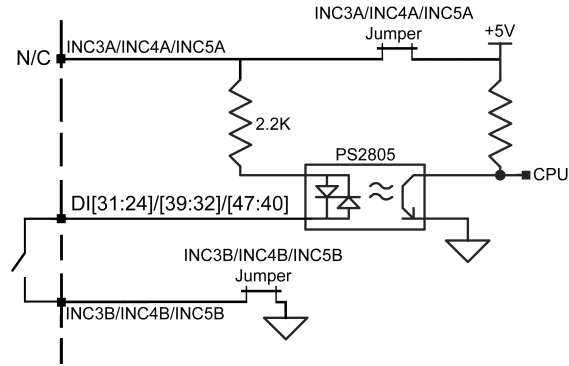 INC3A/INC4A/INC5A
Jumper
+5V
N/C
INC3A/INC4A/INC5A
2.2K
PS2805
CPU
DI[31:24]/[39:32]/[47:40]
INC3B/INC4B/INC5B
Jumper
INC3B/INC4B/INC5B